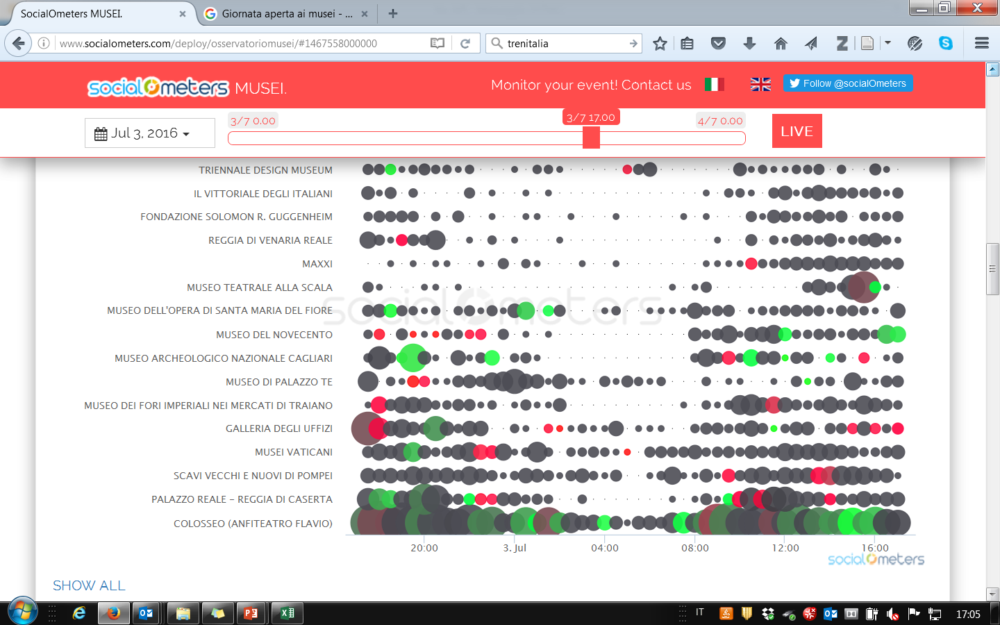 SocialOmeters MUSEI.
Giornata aperta ai musei - ...
www.socialometers.com/deploy/osservatoriomusei/#1467558000000
trenitalia
socialOmeters MUSEI.
Monitor your event! Contact us
Follow @socialOmeters
Jul 3, 2016
3/7 0.00
3/7 17.00
4/7 0.00
LIVE
TRIENNALE DESIGN MUSEUM
IL VITTORIALE DEGLI ITALIANI
FONDAZIONE SOLOMON R. GUGGENHEIM
REGGIA DI VENARIA REALE
MAXXI
MUSEO TEATRALE ALLA SCALA
socialOmeters
MUSEO DELL'OPERA DI SANTA MARIA DEL FIORE
MUSEO DEL NOVECENTO
MUSEO ARCHEOLOGICO NAZIONALE CAGLIARI
MUSEO DI PALAZZO TE
MUSEO DEI FORI IMPERIALI NEI MERCATI DI TRAIANO
GALLERIA DEGLI UFFIZI
MUSEI VATICANI
SCAVI VECCHI E NUOVI DI POMPEI
PALAZZO REALE - REGGIA DI CASERTA
COLOSSEO (ANFITEATRO FLAVIO)
20:00 3. Jul 04:00 08:00 12:00 16:00
socialOmeters
SHOW ALL
IT
17:05